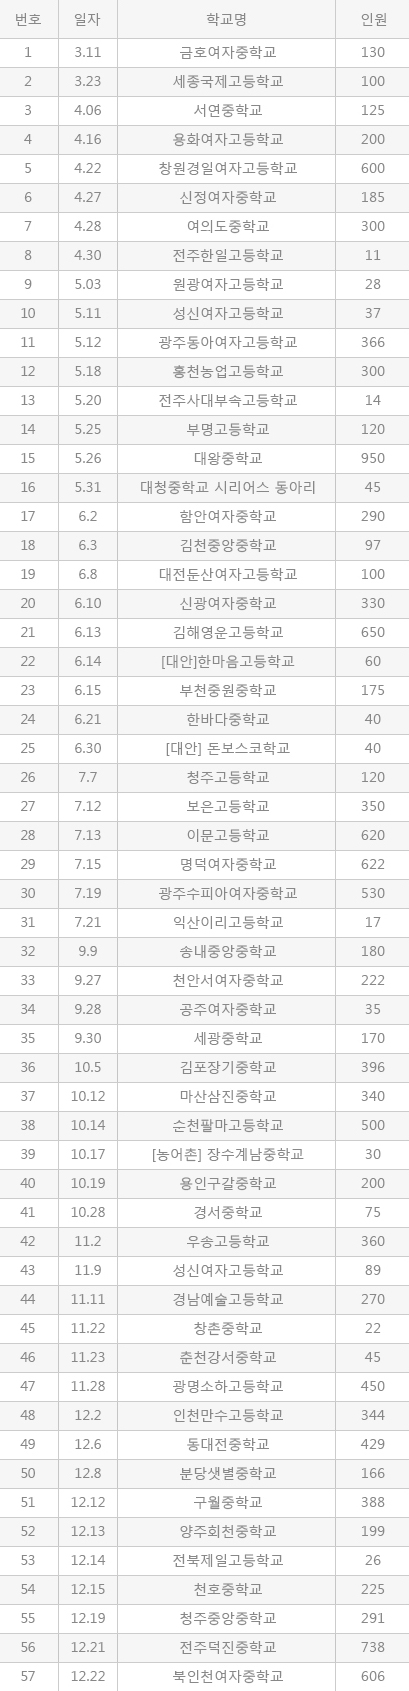 번호 일자 학교명 인원
1 3.11 금호여자중학교 130
2 3.23 세종국제고등학교 100
3 4.06 서연중학교 125
4 4.16 용화여자고등학교 200
5 4.22 창원경일여자고등학교 600
6 4.27 신정여자중학교 185
7 4.28 여의도중학교 300
8 4.30 전주한일고등학교 11
9 5.03 원광여자고등학교 28
10 5.11 성신여자고등학교 37
11 5.12 광주동아여자고등학교 366
12 5.18 홍천농업고등학교 300
13 5.20 전주사대부속고등학교 14
14 5.25 부명고등학교 120
15 5.26 대왕중학교 950
16 5.31 대청중학교 시리어스 동아리 45
17 6.2 함안여자중학교 290
18 6.3 김천중앙중학교 97
19 6.8 대전둔산여자고등학교 100
20 6.10 신광여자중학교 330
21 6.13 김해영운고등학교 650
22 6.14 [대안]한마음고등학교 60
23 6.15 부천중원중학교 175
24 6.21 한바다중학교 40
25 6.30 [대안] 돈보스코학교 40
26 7.7 청주고등학교 120
27 7.12 보은고등학교 350
28 7.13 이문고등학교 620
29 7.15 명덕여자중학교 622
30 7.19 광주수피아여자중학교 530
31 7.21 익산이리고등학교 17
32 9.9 송내중앙중학교 180
33 9.27 천안서여자중학교 222
34 9.28 공주여자중학교 35
35 9.30 세광중학교 170
36 10.5 김포장기중학교 396
37 10.12 마산삼진중학교 340
38 10.14 순천팔마고등학교 500
39 10.17 [농어촌] 장수계남중학교 30
40 10.19 용인구갈중학교 200
41 10.28 경서중학교 75
42 11.2 우송고등학교 360
43 11.9 성신여자고등학교 89
44 11.11 경남예술고등학교 270
45 11.22 창촌중학교 22
46 11.23 춘천강서중학교 45
47 11.28 광명소하고등학교 450
48 12.2 인천만수고등학교 344
49 12.6 동대전중학교 429
50 12.8 분당샛별중학교 166
51 12.12 구월중학교 388
52 12.13 양주회천중학교 199
53 12.14 전북제일고등학교 26
54 12.15 천호중학교 225
55 12.19 청주중앙중학교 291
56 12.21 전주덕진중학교 738
57 12.22 북인천여자중학교 606